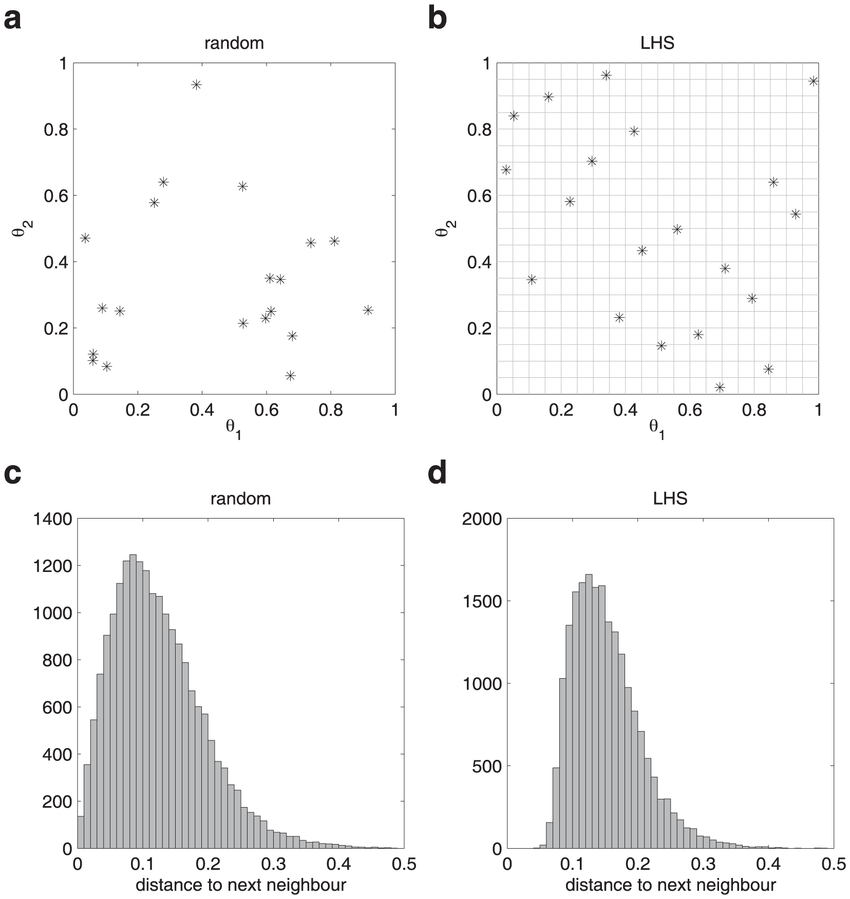 a
random
1
0.8
0.6
0.4
0.2
0
θ2
0 0.2 0.4 0.6 0.8 1
θ1
b
LHS
1
0.8
0.6
0.4
0.2
0
θ2
0 0.2 0.4 0.6 0.8 1
θ1
c
random
1400
1200
1000
800
600
400
200
0
0 0.1 0.2 0.3 0.4 0.5
distance to next neighbour
d
LHS
2000
1500
1000
500
0
0 0.1 0.2 0.3 0.4 0.5
distance to next neighbour